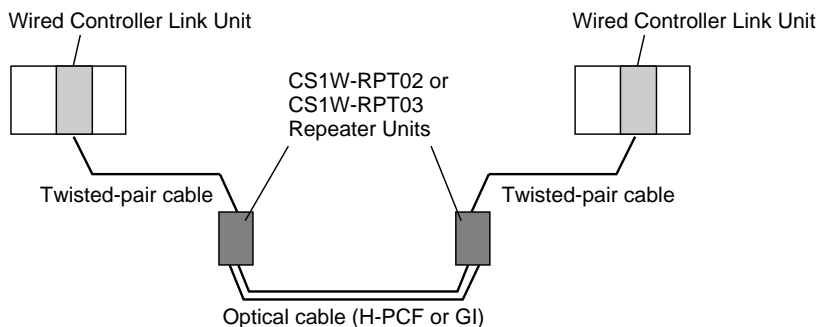 Wired Controller Link Unit
Wired Controller Link Unit
CS1W-RPT02 or
CS1W-RPT03
Repeater Units
Twisted-pair cable
Twisted-pair cable
Optical cable (H-PCF or GI)